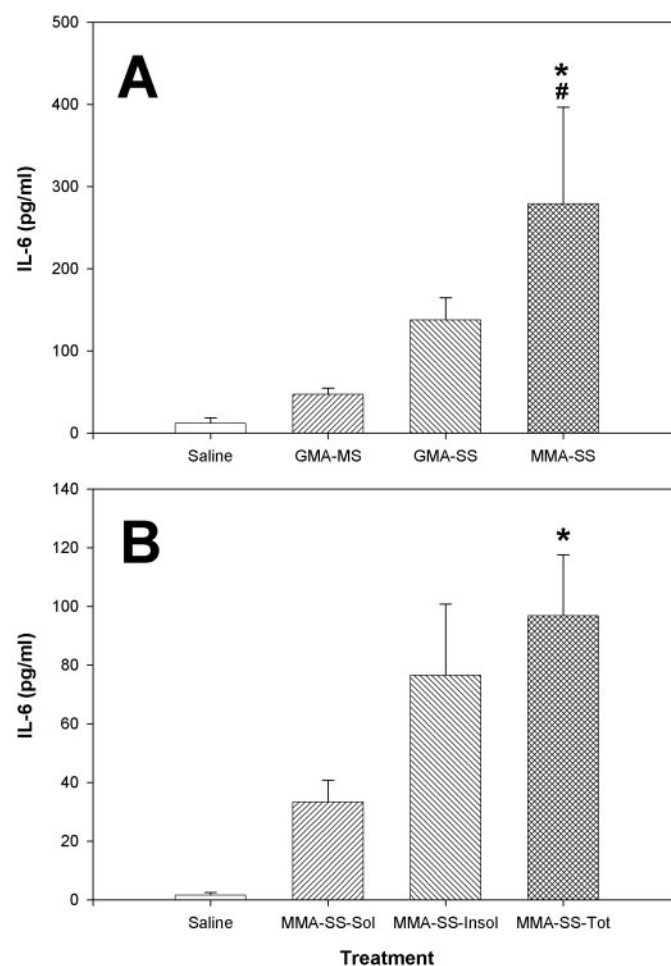 500
A
*
#
400
300
IL-6 (pg/ml)
200
100
0
Saline GMA-MS GMA-SS MMA-SS
140
B
*
120
100
80
IL-6 (pg/ml)
60
40
20
0
Saline MMA-SS-Sol MMA-SS-Insol MMA-SS-Tot
Treatment